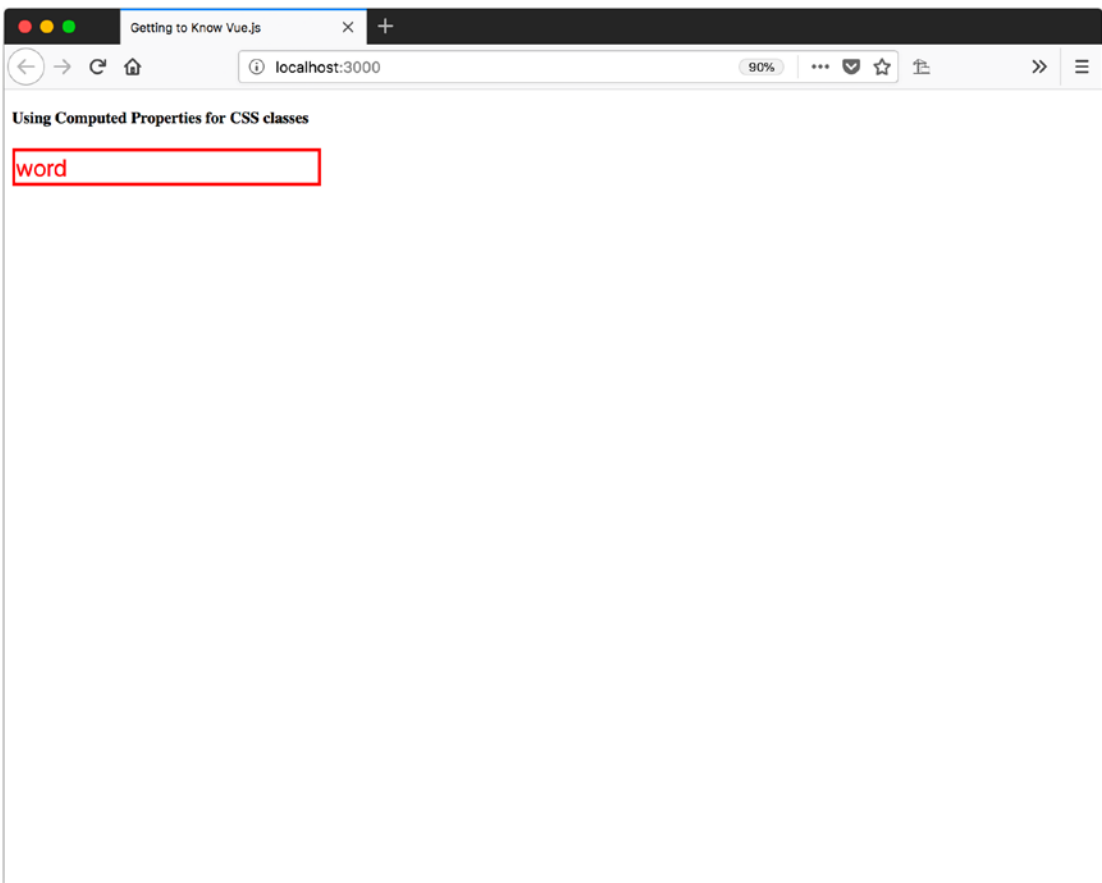 Getting to Know Vue.js
localhost:3000
90%
Using Computed Properties for CSS classes
word